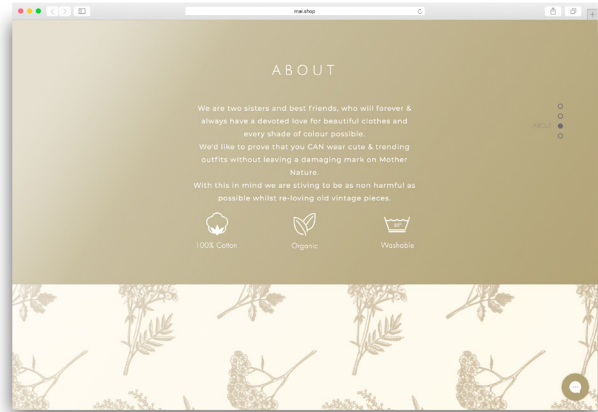 mai.shop
ABOUT
We are two sisters and best friends, who will forever &
always have a devoted love for beautiful clothes and
every shade of colour possible.
We'd like to prove that you CAN wear cute & trending
outfits without leaving a damaging mark on Mother
Nature.
With this in mind we are stiving to be as non harmful as
possible whilst re-loving old vintage pieces.
ABOUT
30°
100% Cotton Organic Washable